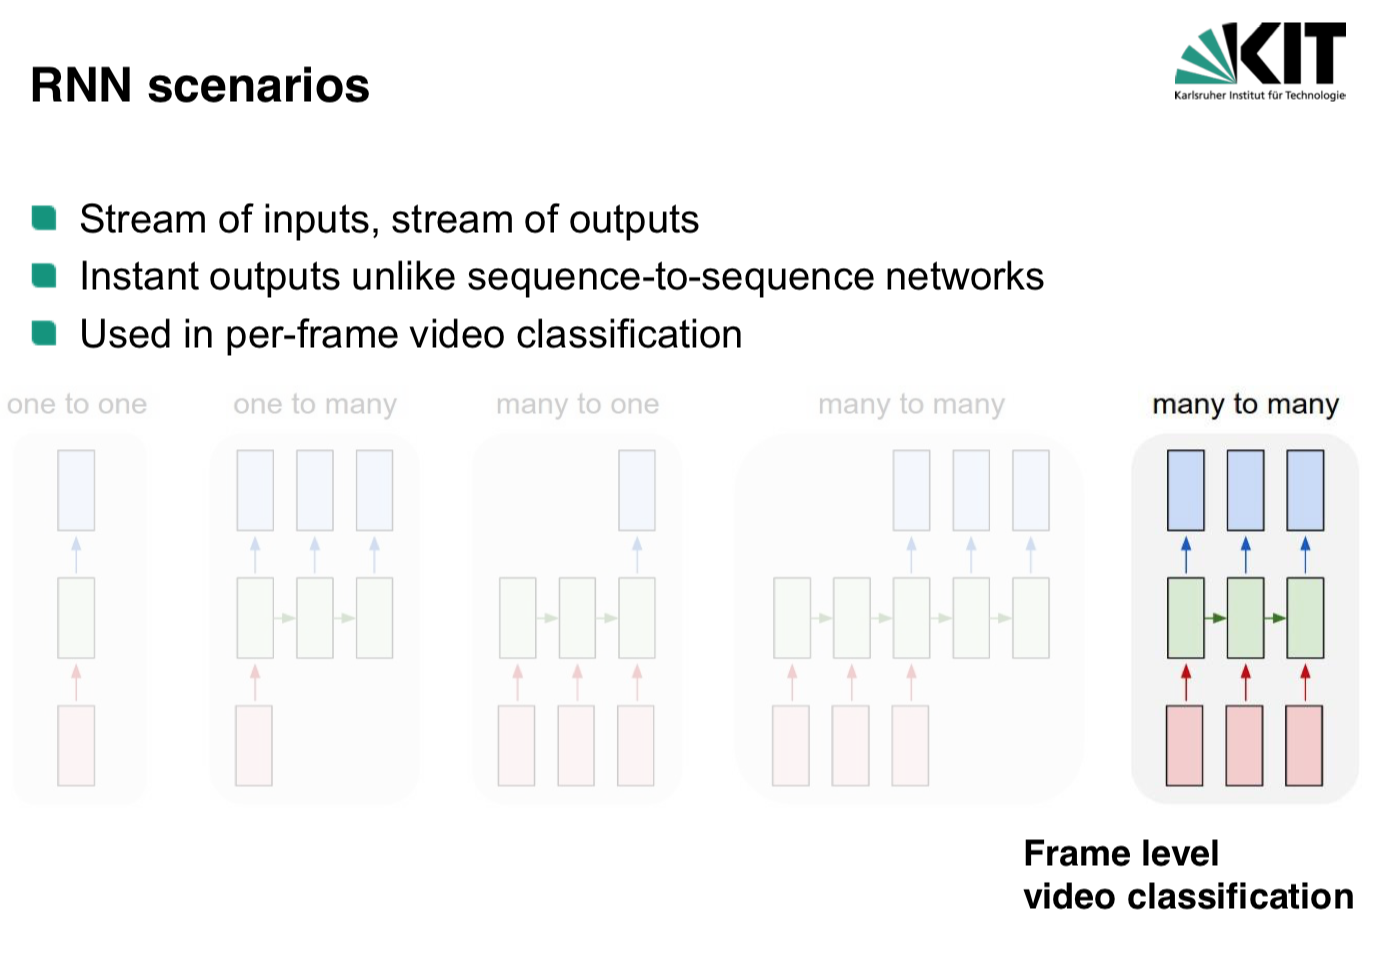 KIT
Karlsruher Institut für Technologie
RNN scenarios
Stream of inputs, stream of outputs
Instant outputs unlike sequence-to-sequence networks
Used in per-frame video classification
one to one
one to many
many to one
many to many
many to many
Frame level
video classification